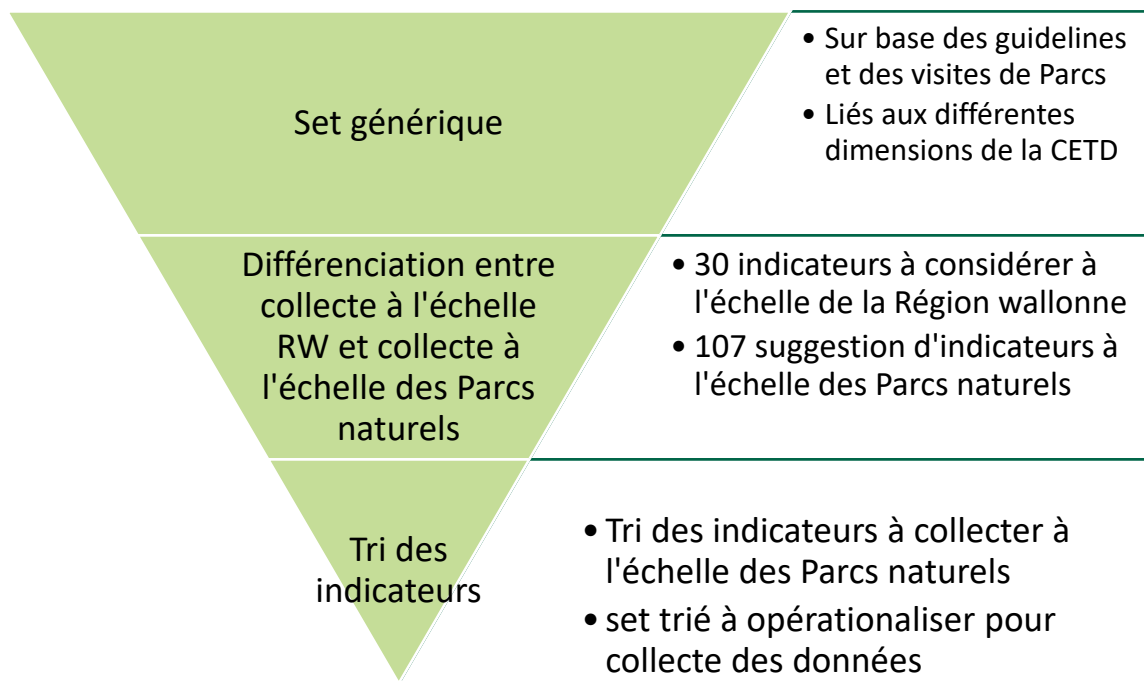 Set générique
• Sur base des guidelines
et des visites de Parcs
• Liés aux différentes
dimensions de la CETD
Différenciation entre
collecte à l'échelle
RW et collecte à
l'échelle des Parcs
naturels
• 30 indicateurs à considérer à
l'échelle de la Région wallonne
• 107 suggestion d'indicateurs à
l'échelle des Parcs naturels
Tri des
indicateurs
• Tri des indicateurs à collecter à
l'échelle des Parcs naturels
• set trié à opérationaliser pour
collecte des données